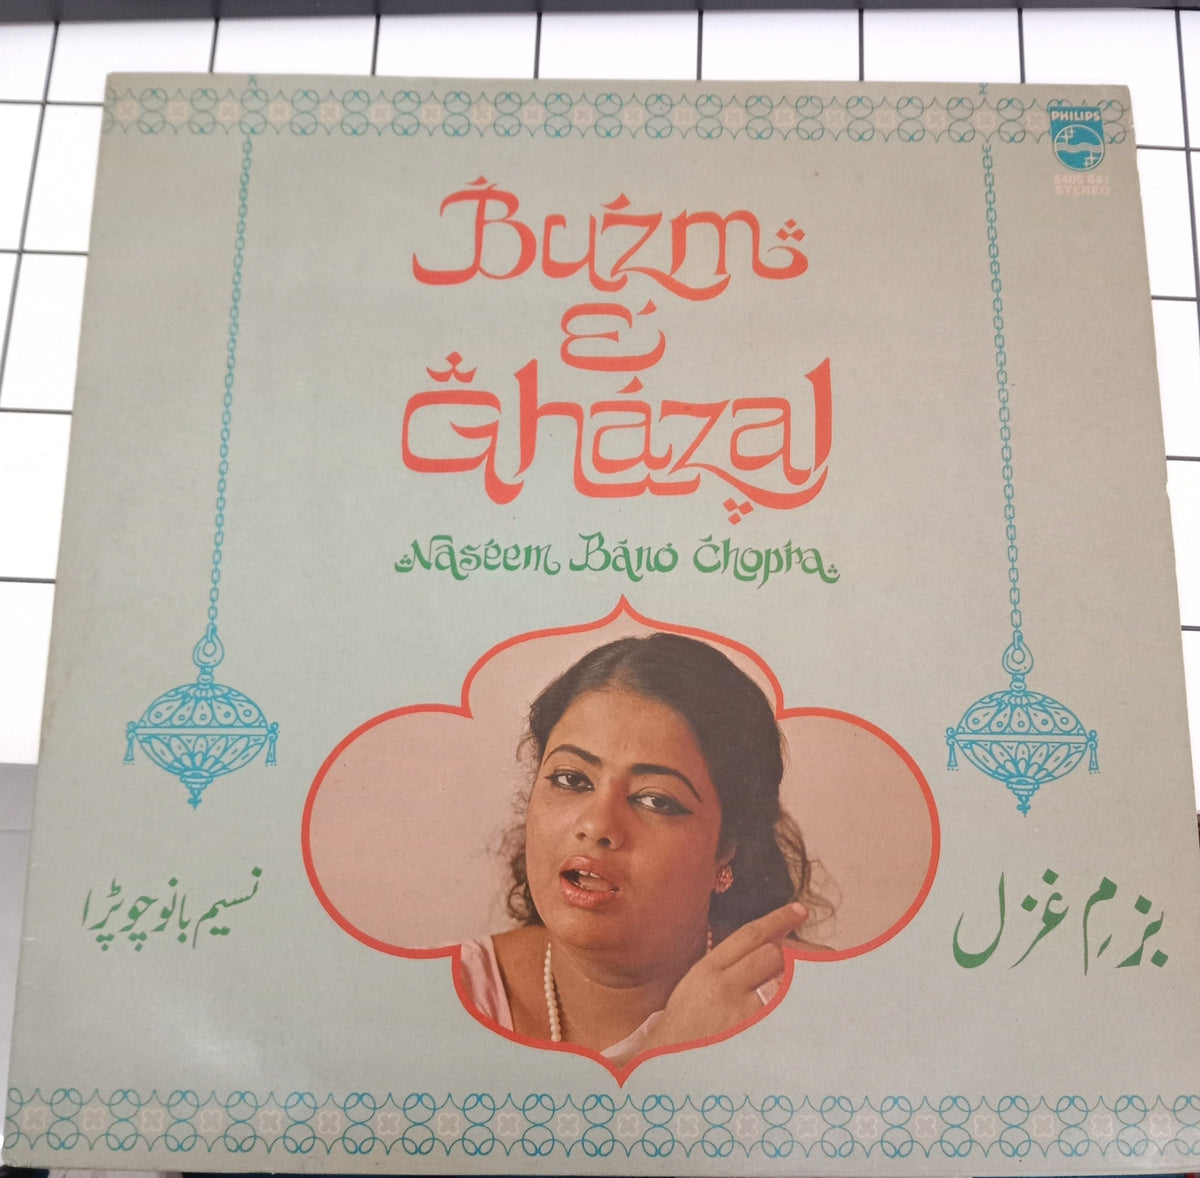 PHILIPS
STEREO
Buzm
E
Ghazal
Naseem Bano Chopra
بزمِ غزل
نسیم بانو چوپڑا